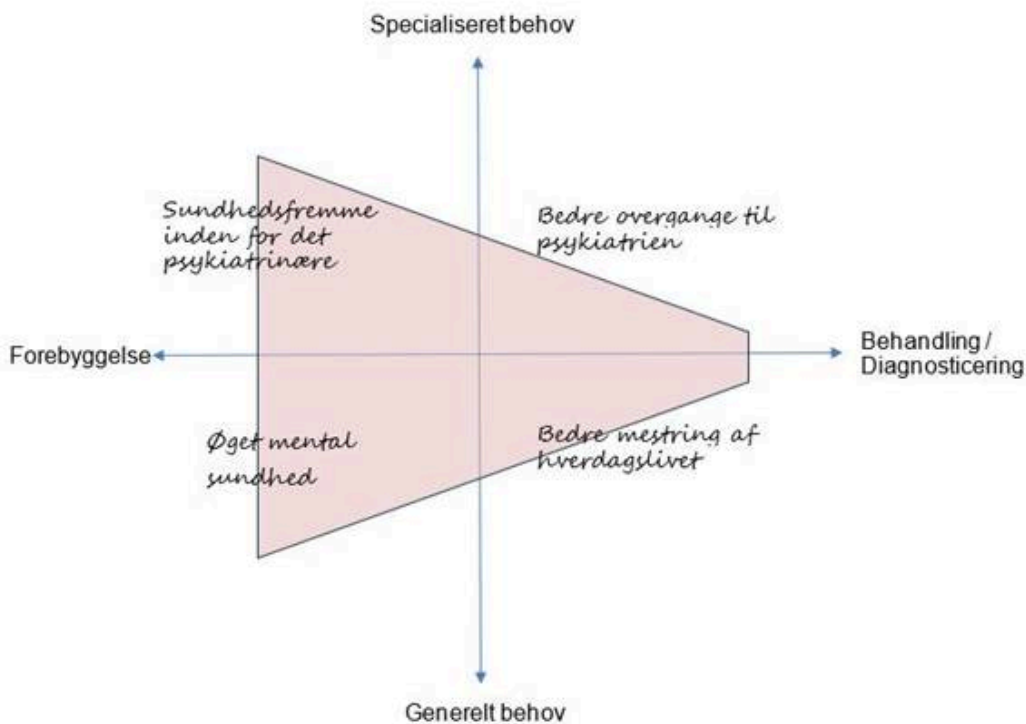 Specialiseret behov
Sundhedsfremme
inden for det
psykiatrinære
Bedre overgange til
psykiatrien
Forebyggelse
Behandling /
Diagnosticering
Øget mental
sundhed
Bedre mestring af
hverdagslivet
Generelt behov